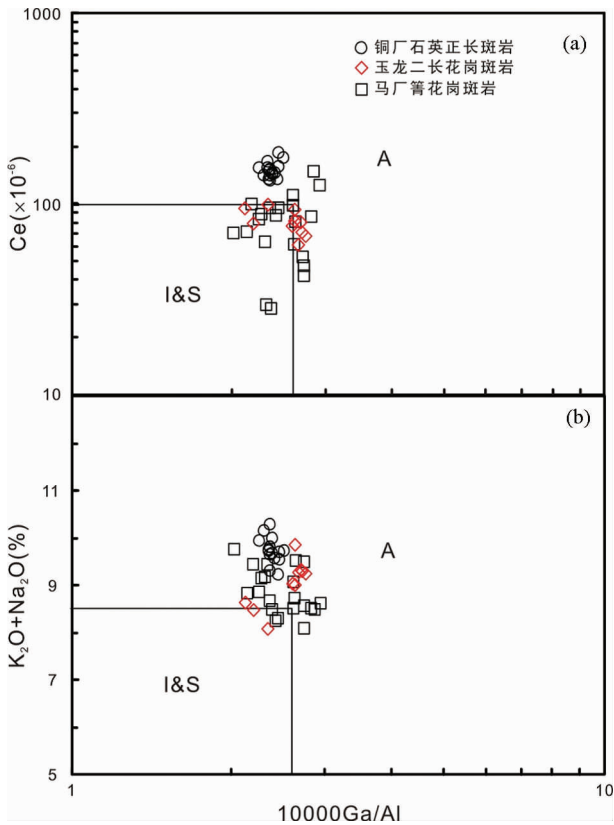 1000
(a)
铜厂石英正长斑岩
玉龙二长花岗斑岩
马厂箐花岗斑岩
A
Ce(×10⁻⁶)
100
I&S
10
(b)
11
A
K₂O+Na₂O(%)
9
7
I&S
5
1
10
10000Ga/Al